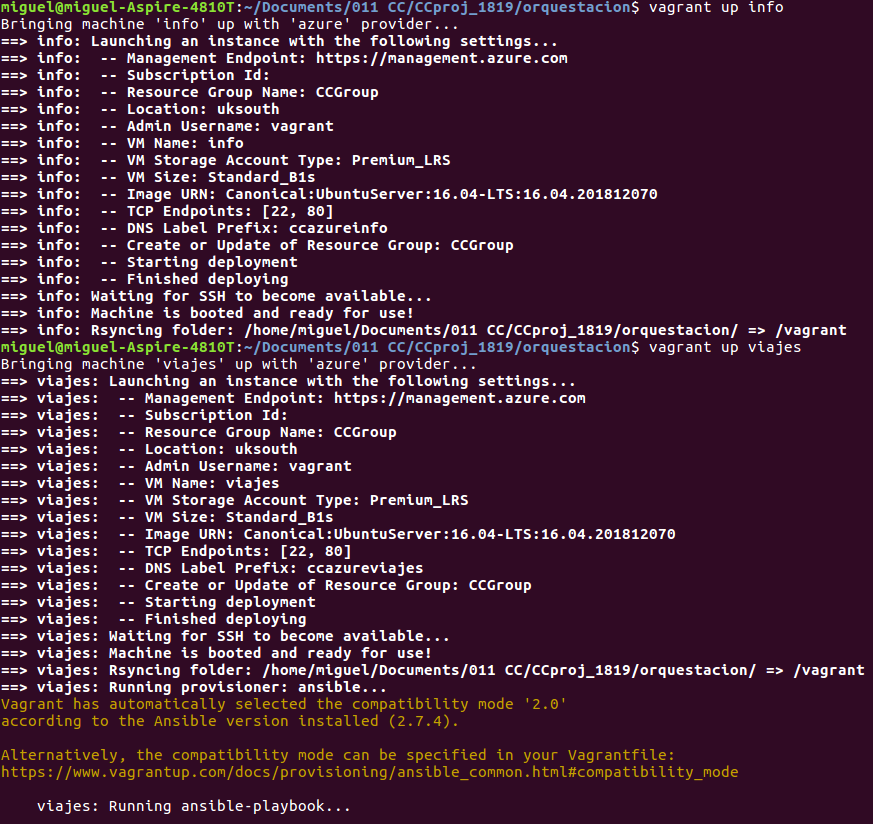 miguel@miguel-Aspire-4810T:~/Documents/011 CC/CCproj_1819/orquestacion$ vagrant up info
Bringing machine 'info' up with 'azure' provider...
==> info: Launching an instance with the following settings...
==> info:  -- Management Endpoint: https://management.azure.com
==> info:  -- Subscription Id:
==> info:  -- Resource Group Name: CCGroup
==> info:  -- Location: uksouth
==> info:  -- Admin Username: vagrant
==> info:  -- VM Name: info
==> info:  -- VM Storage Account Type: Premium_LRS
==> info:  -- VM Size: Standard_B1s
==> info:  -- Image URN: Canonical:UbuntuServer:16.04-LTS:16.04.201812070
==> info:  -- TCP Endpoints: [22, 80]
==> info:  -- DNS Label Prefix: ccazureinfo
==> info:  -- Create or Update of Resource Group: CCGroup
==> info:  -- Starting deployment
==> info:  -- Finished deploying
==> info: Waiting for SSH to become available...
==> info: Machine is booted and ready for use!
==> info: Rsyncing folder: /home/miguel/Documents/011 CC/CCproj_1819/orquestacion/ => /vagrant
miguel@miguel-Aspire-4810T:~/Documents/011 CC/CCproj_1819/orquestacion$ vagrant up viajes
Bringing machine 'viajes' up with 'azure' provider...
==> viajes: Launching an instance with the following settings...
==> viajes:  -- Management Endpoint: https://management.azure.com
==> viajes:  -- Subscription Id:
==> viajes:  -- Resource Group Name: CCGroup
==> viajes:  -- Location: uksouth
==> viajes:  -- Admin Username: vagrant
==> viajes:  -- VM Name: viajes
==> viajes:  -- VM Storage Account Type: Premium_LRS
==> viajes:  -- VM Size: Standard_B1s
==> viajes:  -- Image URN: Canonical:UbuntuServer:16.04-LTS:16.04.201812070
==> viajes:  -- TCP Endpoints: [22, 80]
==> viajes:  -- DNS Label Prefix: ccazureviajes
==> viajes:  -- Create or Update of Resource Group: CCGroup
==> viajes:  -- Starting deployment
==> viajes:  -- Finished deploying
==> viajes: Waiting for SSH to become available...
==> viajes: Machine is booted and ready for use!
==> viajes: Rsyncing folder: /home/miguel/Documents/011 CC/CCproj_1819/orquestacion/ => /vagrant
==> viajes: Running provisioner: ansible...
Vagrant has automatically selected the compatibility mode '2.0'
according to the Ansible version installed (2.7.4).
Alternatively, the compatibility mode can be specified in your Vagrantfile:
https://www.vagrantup.com/docs/provisioning/ansible_common.html#compatibility_mode
    viajes: Running ansible-playbook...